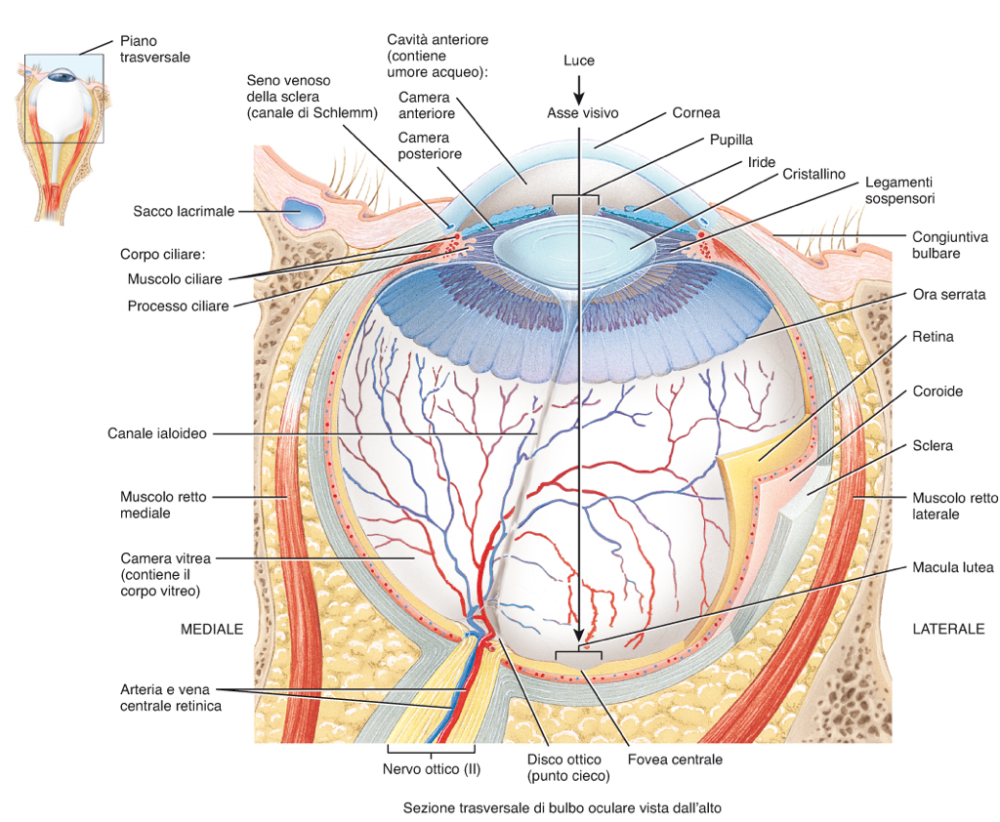 Piano
trasversale
Cavità anteriore
(contiene
umore acqueo):
Camera
anteriore
Camera
posteriore
Seno venoso
della sclera
(canale di Schlemm)
Luce
Asse visivo
Cornea
Pupilla
Iride
Cristallino
Legamenti
sospensori
Sacco lacrimale
Corpo ciliare:
Muscolo ciliare
Processo ciliare
Congiuntiva
bulbare
Ora serrata
Retina
Coroide
Canale ialoideo
Sclera
Muscolo retto
mediale
Muscolo retto
laterale
Camera vitrea
(contiene il
corpo vitreo)
Macula lutea
MEDIALE
LATERALE
Arteria e vena
centrale retinica
Nervo ottico (II)
Disco ottico
(punto cieco)
Fovea centrale
Sezione trasversale di bulbo oculare vista dall'alto